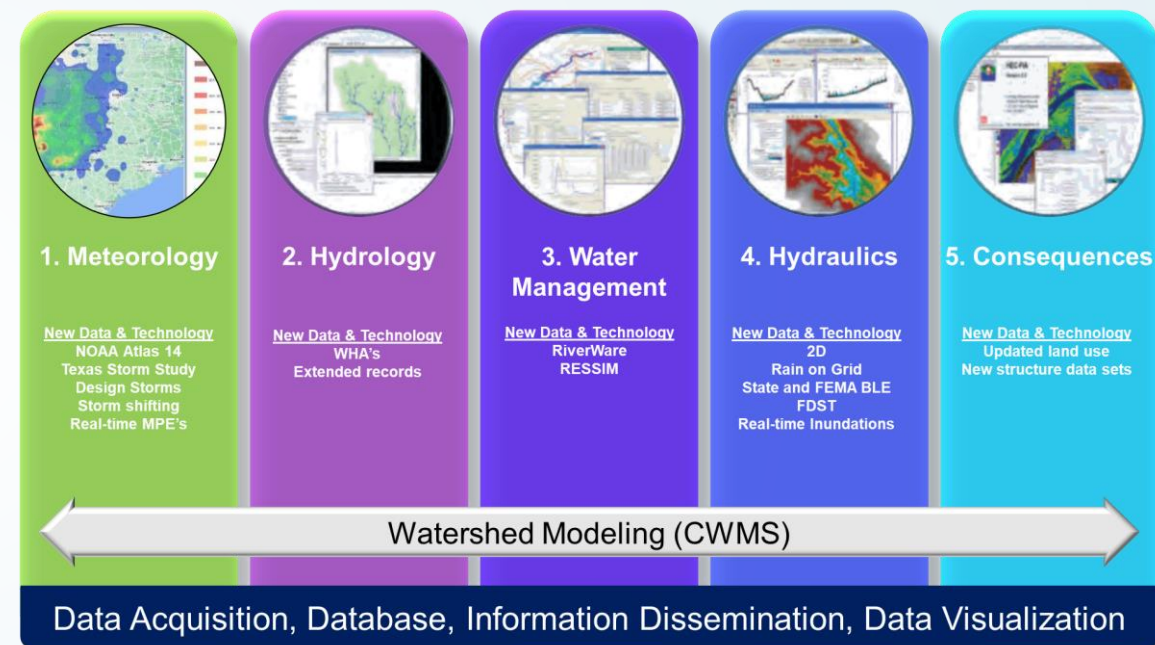 1. Meteorology
New Data & Technology
NOAA Atlas 14
Texas Storm Study
Design Storms
Storm shifting
Real-time MPE's
2. Hydrology
New Data & Technology
WHA's
Extended records
3. Water
Management
New Data & Technology
RiverWare
RESSIM
4. Hydraulics
New Data & Technology
2D
Rain on Grid
State and FEMA BLE
FDST
Real-time Inundations
HEC-FIA
5. Consequences
New Data & Technology
Updated land use
New structure data sets
Watershed Modeling (CWMS)
Data Acquisition, Database, Information Dissemination, Data Visualization